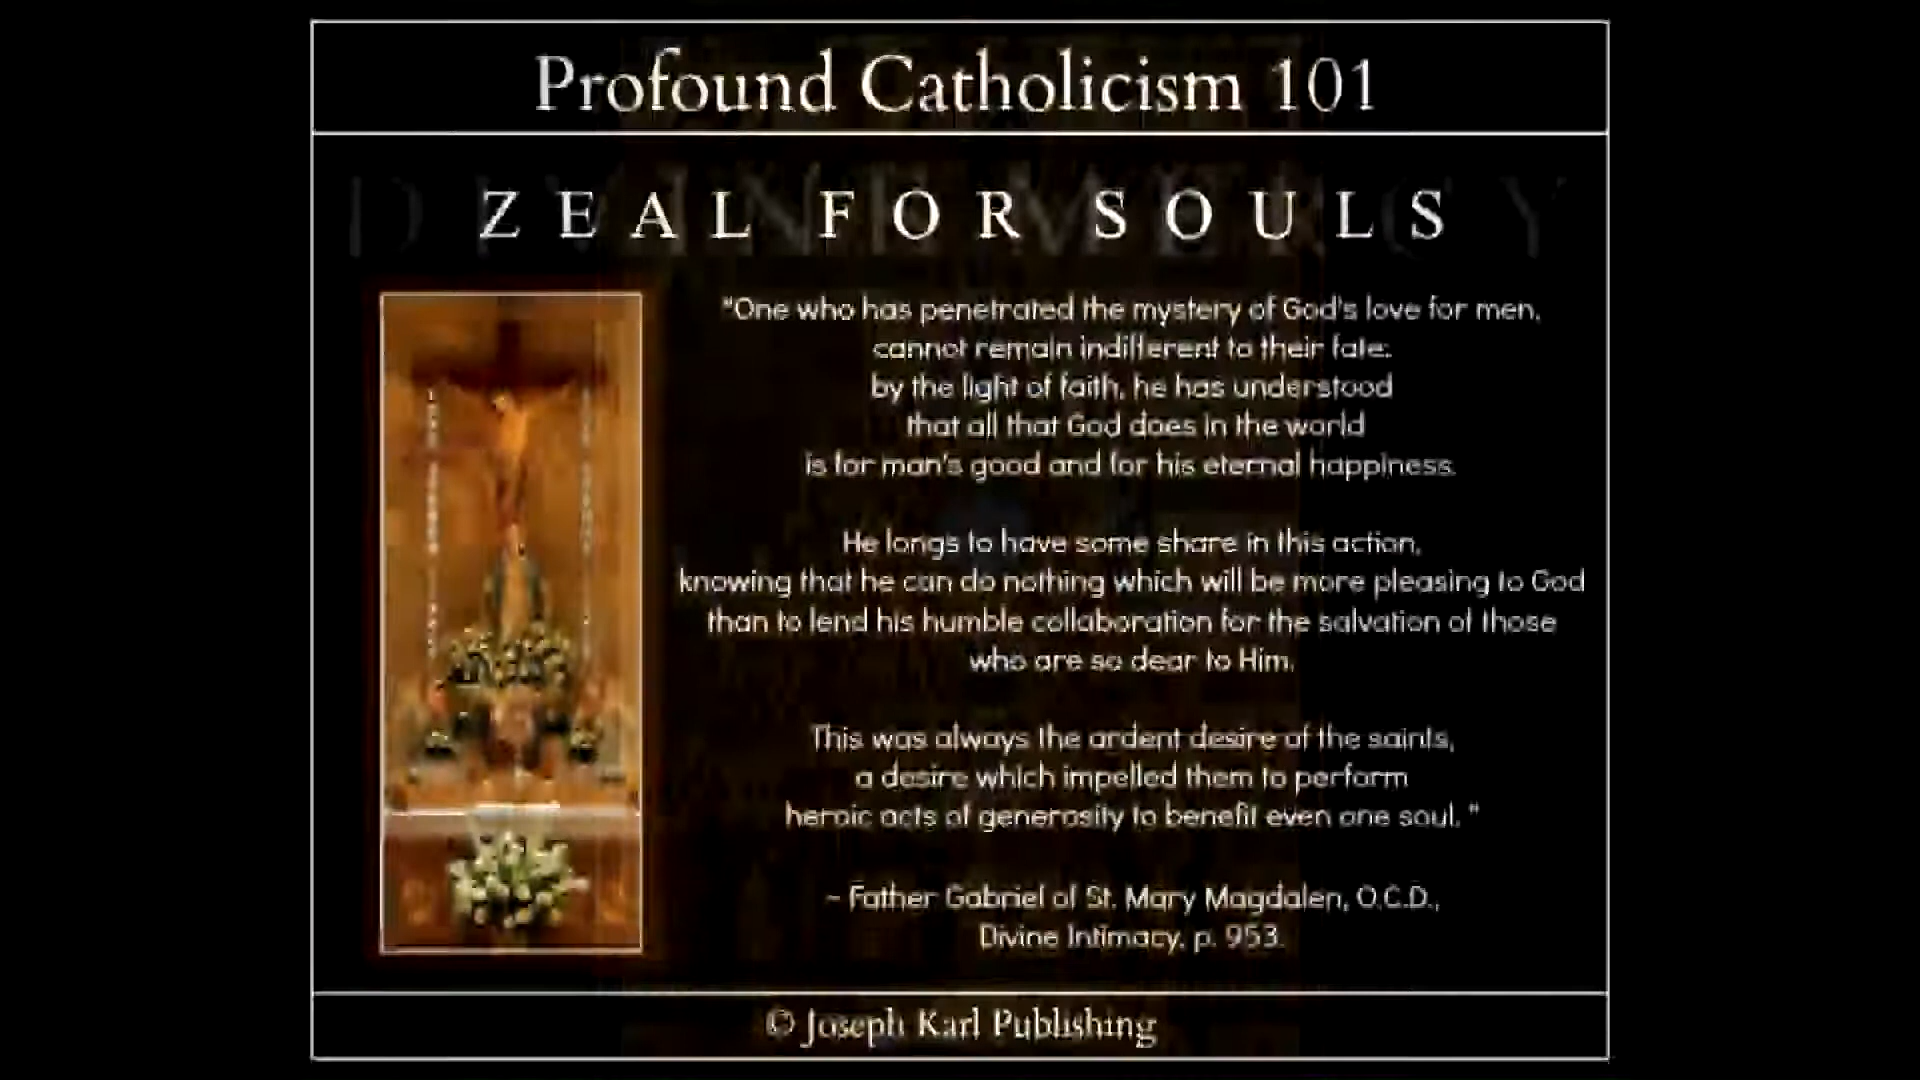 Profound Catholicism 101
DIVINE MERCY
ZEAL FOR SOULS
"One who has penetrated the mystery of God's love for men,
cannot remain indifferent to their fate:
by the light of faith, he has understood
that all that God does in the world
is for man's good and for his eternal happiness.
He longs to have some share in this action,
knowing that he can do nothing which will be more pleasing to God
than to lend his humble collaboration for the salvation of those
who are so dear to Him.
This was always the ardent desire of the saints,
a desire which impelled them to perform
heroic acts of generosity to benefit even one soul. "
~ Father Gabriel of St. Mary Magdalen, O.C.D.,
Divine Intimacy, p. 953.
© Joseph Karl Publishing